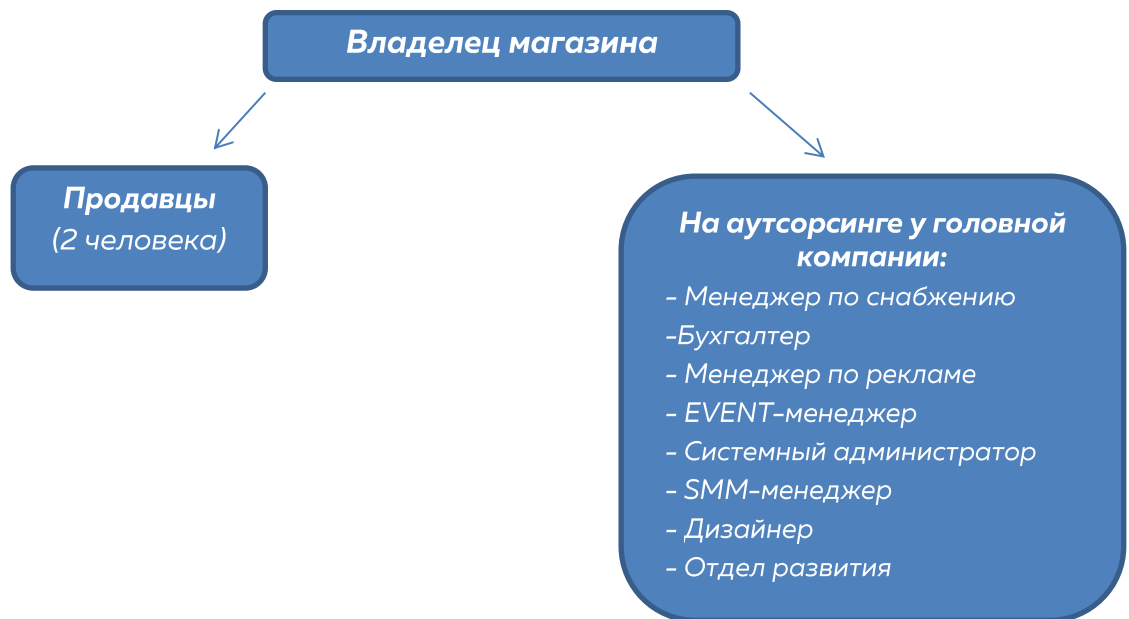 Владелец магазина
Продавцы
(2 человека)
На аутсорсинге у головной
компании:
- Менеджер по снабжению
-Бухгалтер
- Менеджер по рекламе
- EVENT-менеджер
- Системный администратор
- SMM-менеджер
- Дизайнер
- Отдел развития